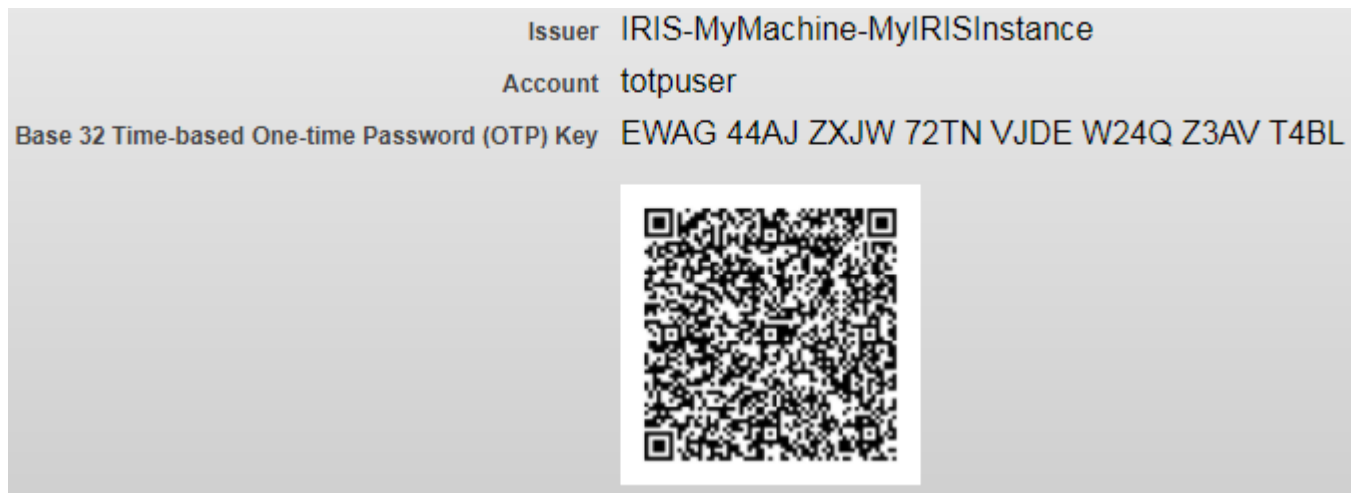 Issuer IRIS-MyMachine-MyIRISInstance
Account totpuser
Base 32 Time-based One-time Password (OTP) Key EWAG 44AJ ZXJW 72TN VJDE W24Q Z3AV T4BL